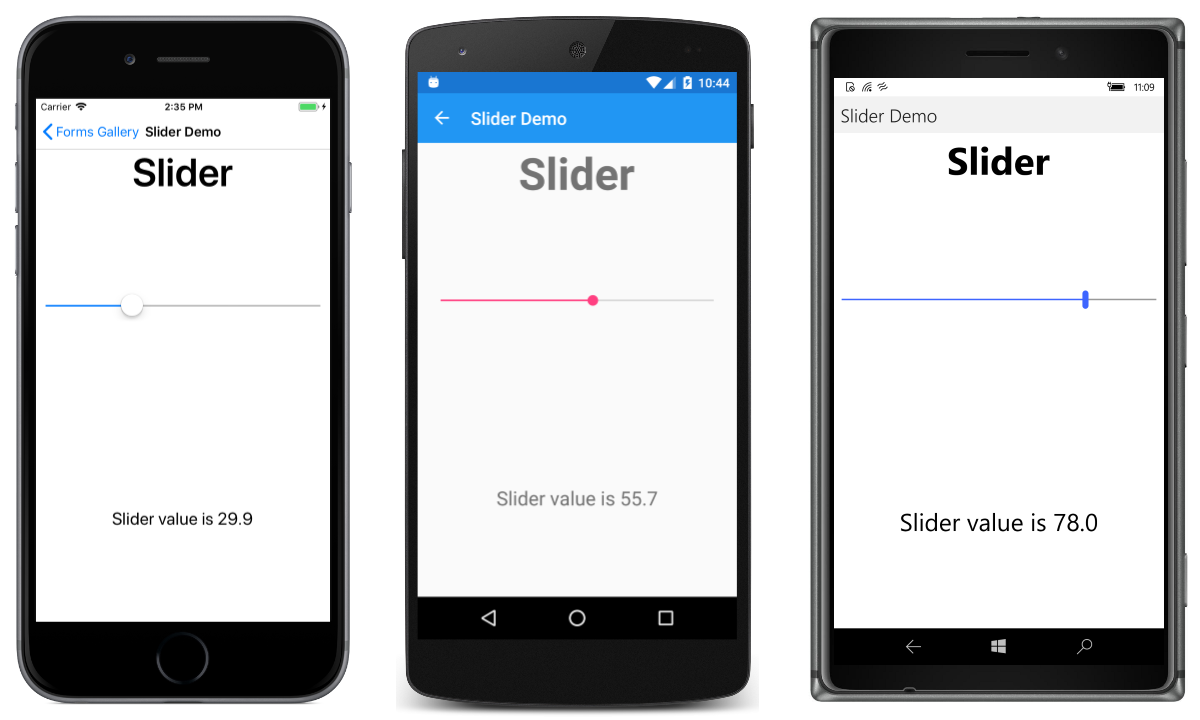 Carrier 2:35 PM
Forms Gallery Slider Demo
Slider
Slider value is 29.9
10:44
Slider Demo
Slider
Slider value is 55.7
11:09
Slider Demo
Slider
Slider value is 78.0